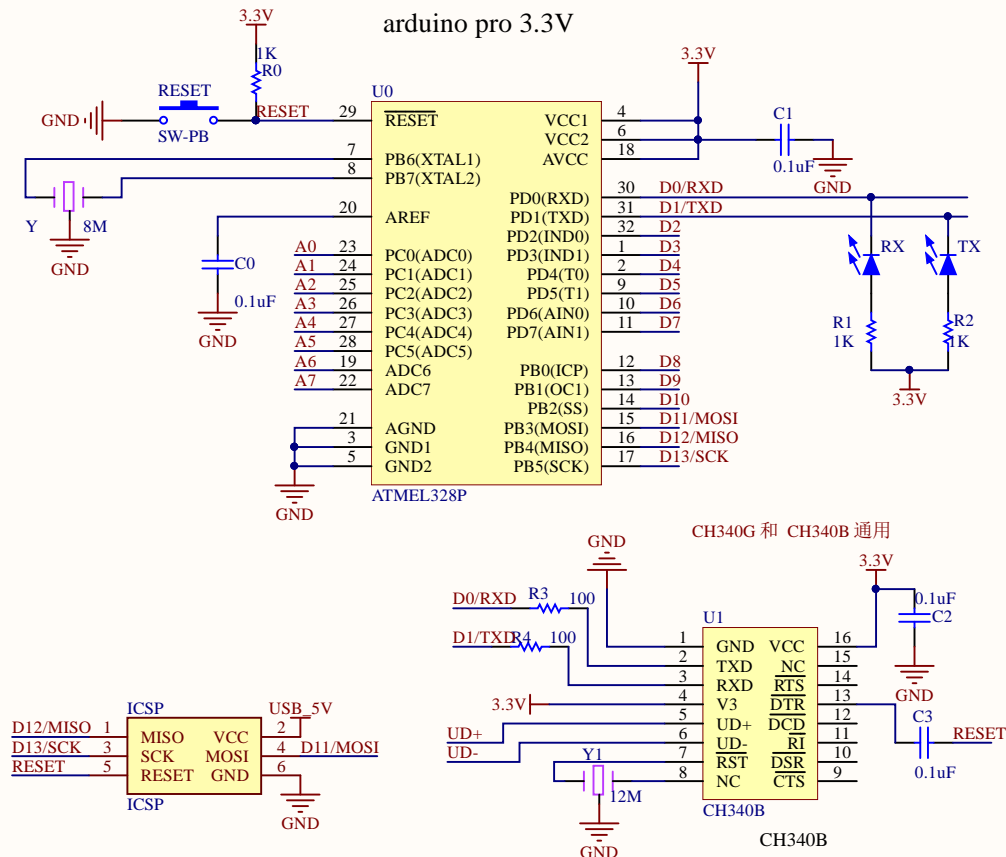 arduino pro 3.3V
3.3V
1K
R0
RESET
RESET
GND
SW-PB
Y
8M
GND
C0
0.1uF
GND
U0
29 RESET
7 PB6(XTAL1)
8 PB7(XTAL2)
20 AREF
A0 23 PC0(ADC0)
A1 24 PC1(ADC1)
A2 25 PC2(ADC2)
A3 26 PC3(ADC3)
A4 27 PC4(ADC4)
A5 28 PC5(ADC5)
A6 19 ADC6
A7 22 ADC7
21 AGND
3 GND1
5 GND2
GND
ATMEL328P
VCC1 4
VCC2 6
AVCC 18
PD0(RXD) 30 D0/RXD
PD1(TXD) 31 D1/TXD
PD2(IND0) 32 D2
PD3(IND1) 1 D3
PD4(T0) 2 D4
PD5(T1) 9 D5
PD6(AIN0) 10 D6
PD7(AIN1) 11 D7
PB0(ICP) 12 D8
PB1(OC1) 13 D9
PB2(SS) 14 D10
PB3(MOSI) 15 D11/MOSI
PB4(MISO) 16 D12/MISO
PB5(SCK) 17 D13/SCK
3.3V
C1
0.1uF
GND
RX
TX
R1
1K
R2
1K
3.3V
CH340G 和 CH340B 通用
GND
D0/RXD R3 100
D1/TXD R4 100
3.3V
UD+
UD-
Y1
12M
GND
U1
1 GND VCC 16
2 TXD NC 15
3 RXD RTS 14
4 V3 DTR 13
5 UD+ DCD 12
6 UD- RI 11
7 RST DSR 10
8 NC CTS 9
CH340B
CH340B
3.3V
0.1uF
C2
GND
C3
0.1uF
RESET
ICSP
D12/MISO 1 MISO VCC 2 USB_5V
D13/SCK 3 SCK MOSI 4 D11/MOSI
RESET 5 RESET GND 6
ICSP
GND